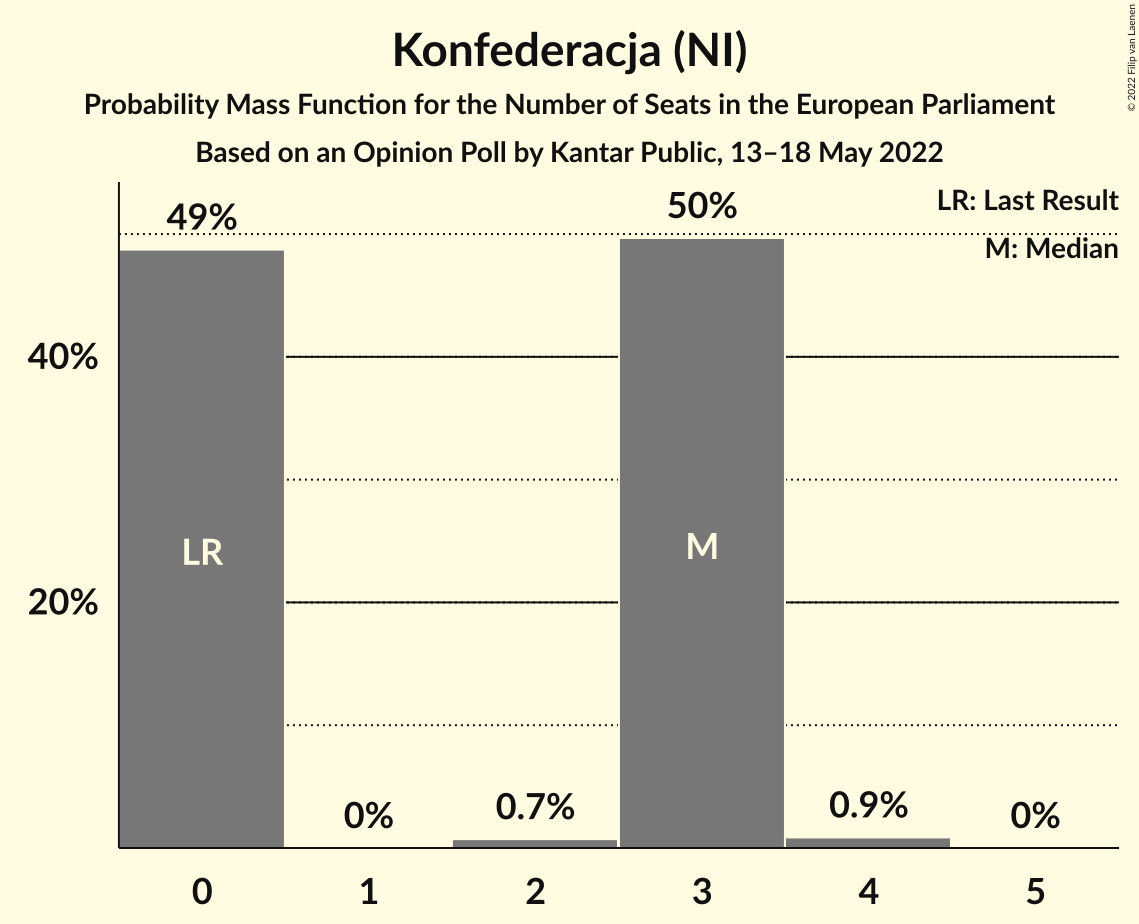 Konfederacja (NI)
Probability Mass Function for the Number of Seats in the European Parliament
Based on an Opinion Poll by Kantar Public, 13–18 May 2022
© 2022 Filip van Laenen
LR: Last Result
M: Median
49%
50%
40%
LR
M
20%
0%
0.7%
0.9%
0%
0
1
2
3
4
5